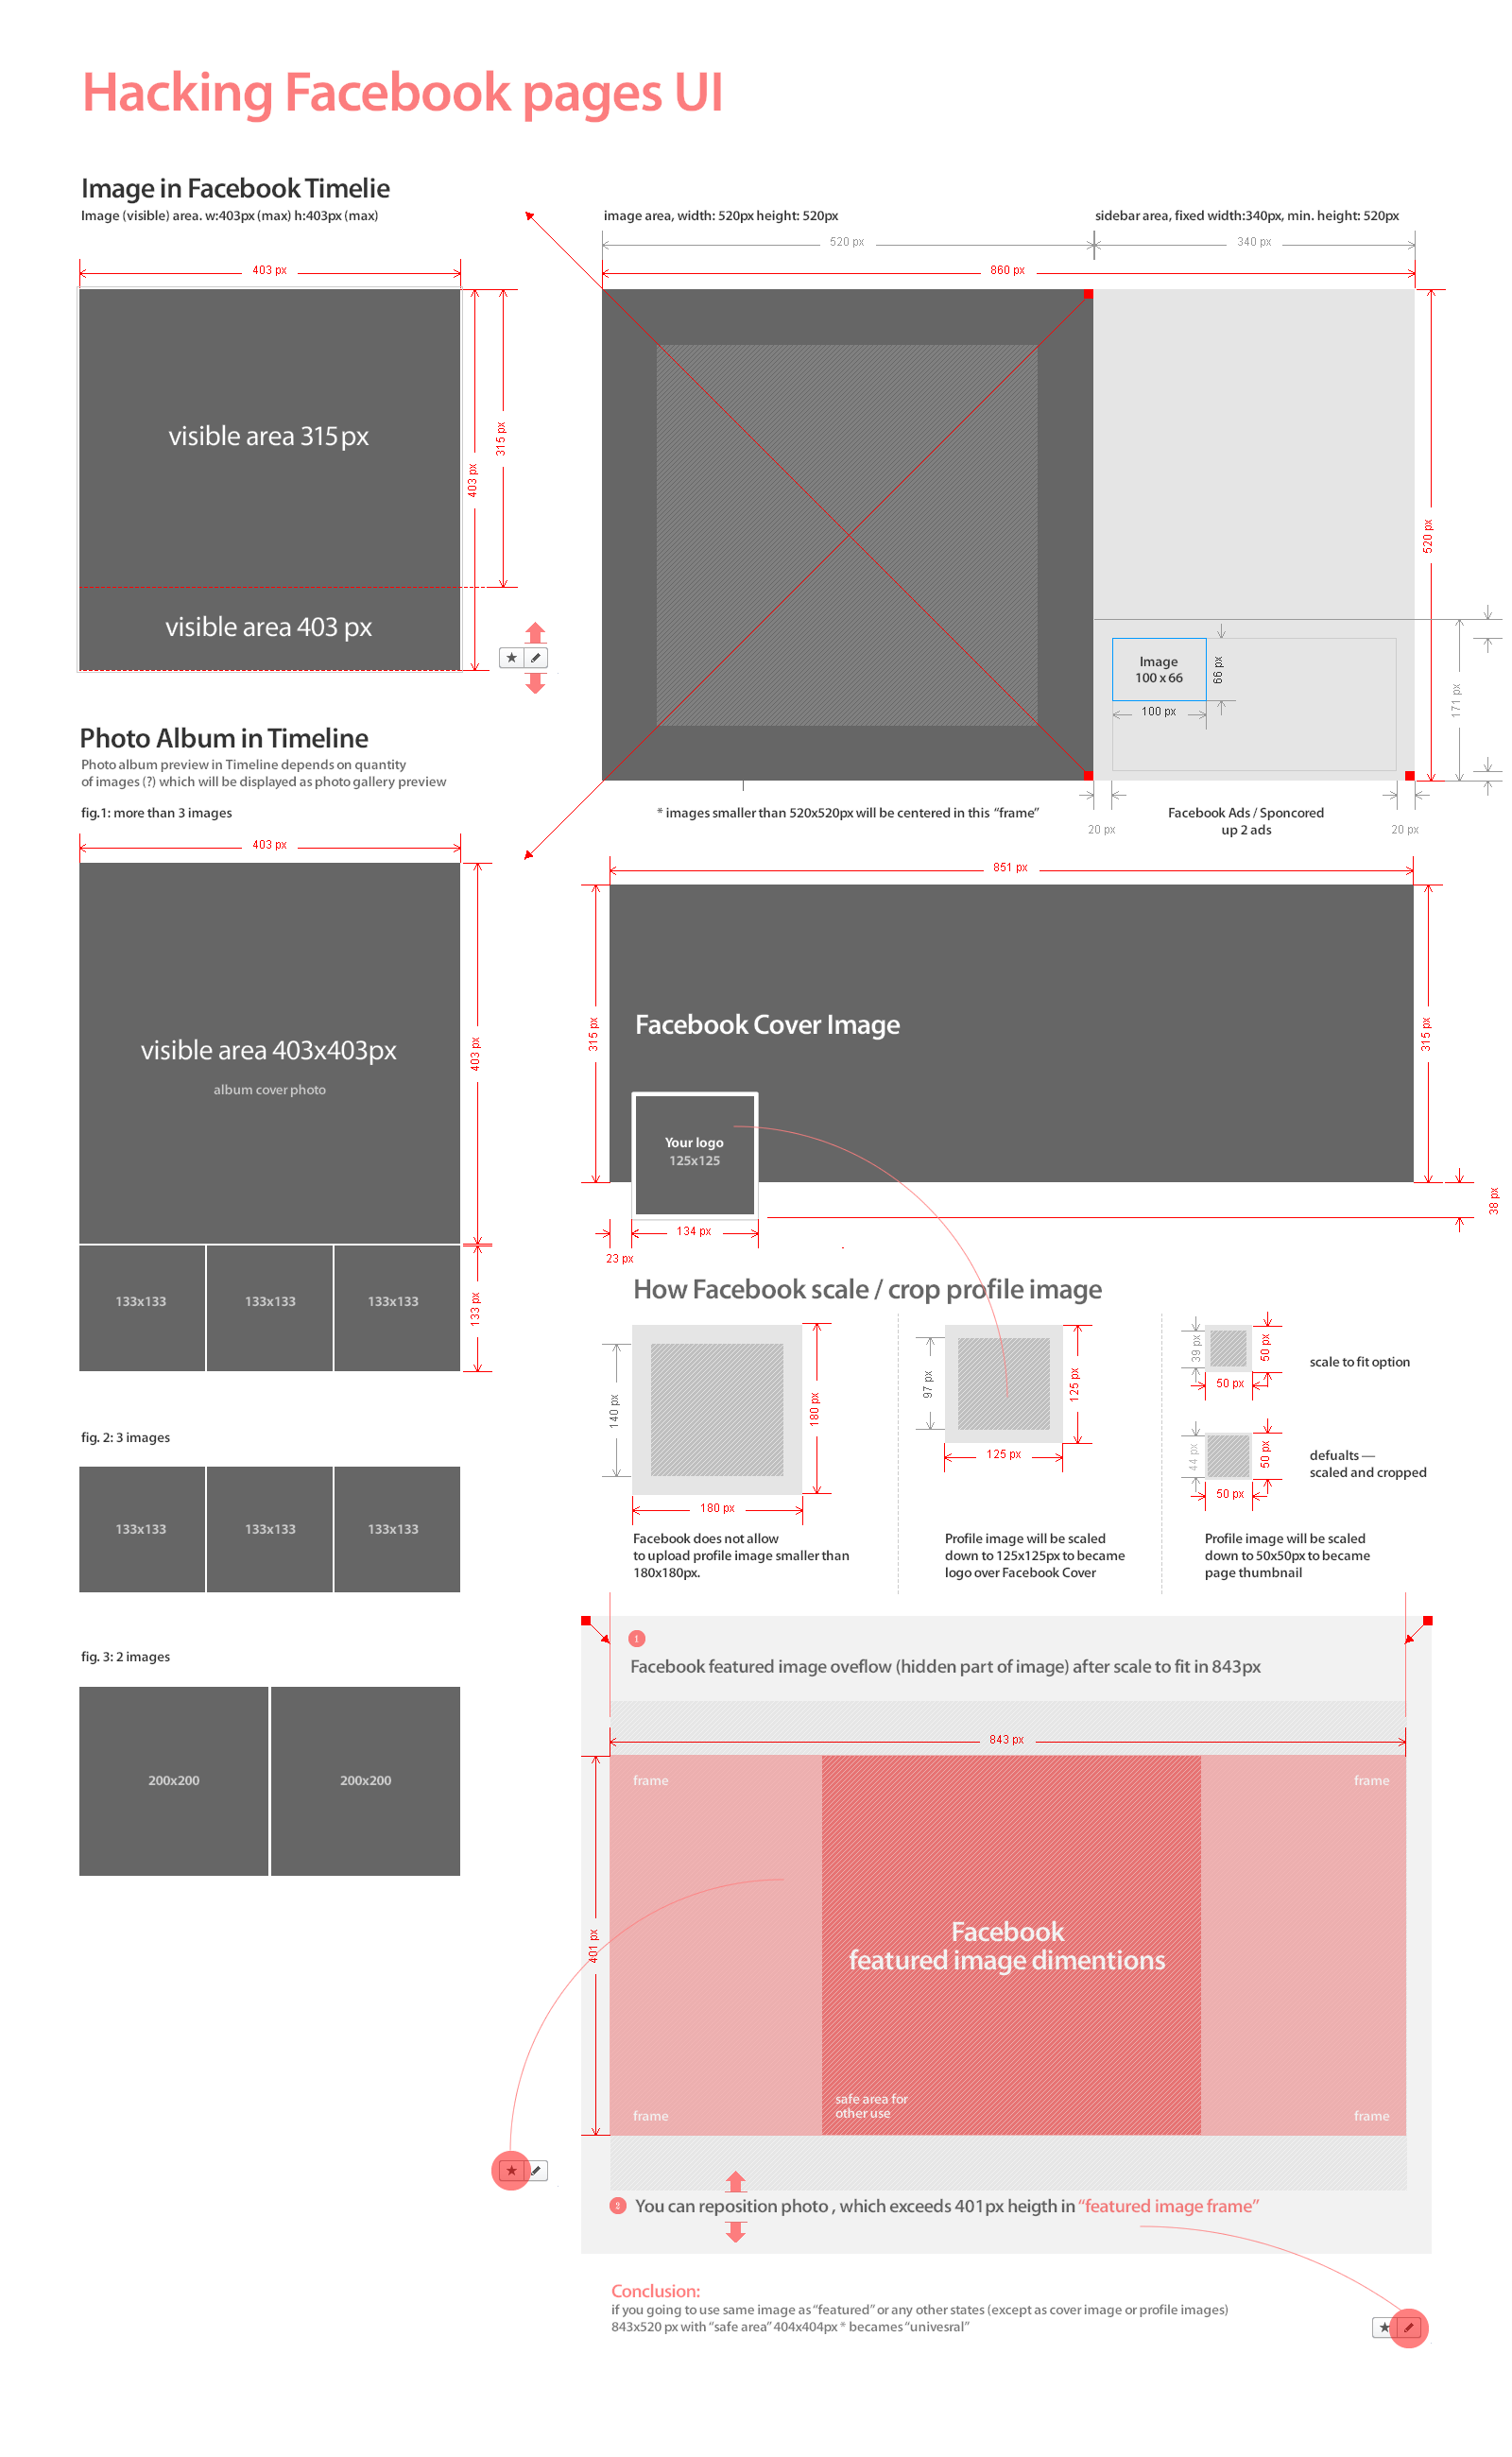 Hacking Facebook pages UI
Image in Facebook Timelie
Image (visible) area. w:403px (max) h:403px (max)
403 px
visible area 315 px
315 px
403 px
visible area 403 px
image area, width: 520px height: 520px
sidebar area, fixed width:340px, min. height: 520px
520 px
340 px
860 px
520 px
Image
100 x 66
66 px
100 px
171 px
* images smaller than 520x520px will be centered in this “frame”
20 px
Facebook Ads / Sponcored
up 2 ads
20 px
Photo Album in Timeline
Photo album preview in Timeline depends on quantity
of images (?) which will be displayed as photo gallery preview
fig.1: more than 3 images
403 px
visible area 403x403px
album cover photo
403 px
133x133
133x133
133x133
133 px
fig. 2: 3 images
133x133
133x133
133x133
fig. 3: 2 images
200x200
200x200
851 px
315 px
Facebook Cover Image
315 px
Your logo
125x125
134 px
23 px
38 px
How Facebook scale / crop profile image
140 px
180 px
180 px
Facebook does not allow
to upload profile image smaller than
180x180px.
97 px
125 px
125 px
Profile image will be scaled
down to 125x125px to became
logo over Facebook Cover
39 px
50 px
50 px
scale to fit option
44 px
50 px
50 px
defualts —
scaled and cropped
Profile image will be scaled
down to 50x50px to became
page thumbnail
1
Facebook featured image oveflow (hidden part of image) after scale to fit in 843px
843 px
frame
frame
401 px
Facebook
featured image dimentions
safe area for
other use
frame
frame
2 You can reposition photo , which exceeds 401px heigth in “featured image frame”
Conclusion:
if you going to use same image as “featured” or any other states (except as cover image or profile images)
843x520 px with “safe area” 404x404px * becames “univesral”